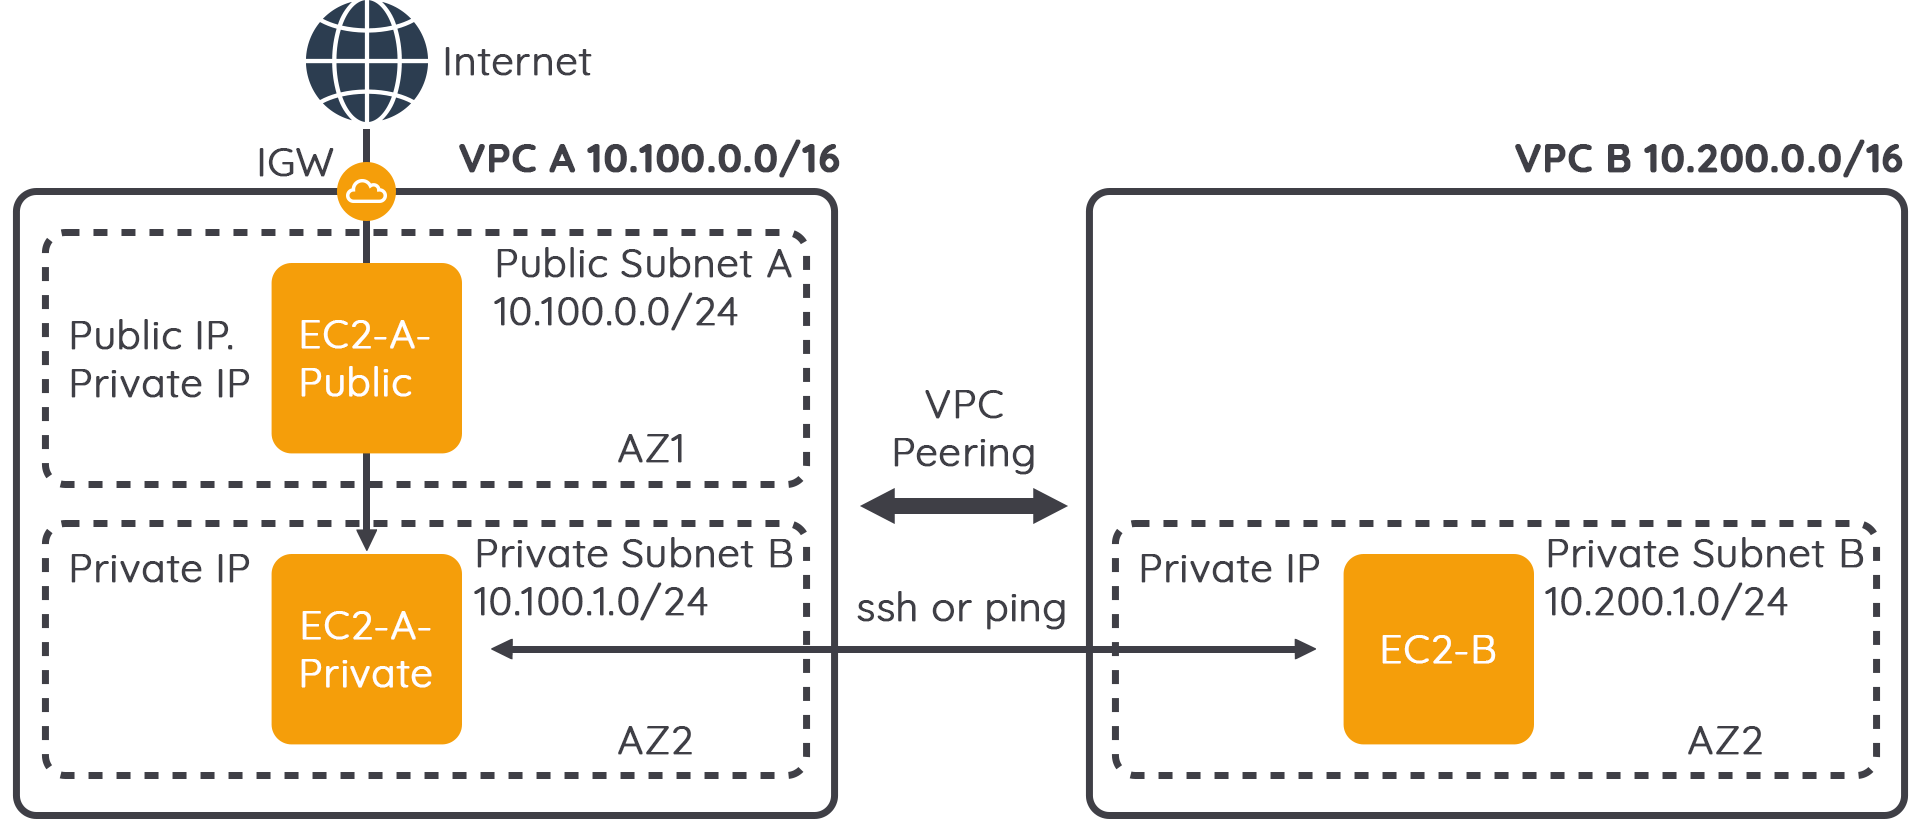 Internet
IGW
VPC A 10.100.0.0/16
Public Subnet A
10.100.0.0/24
Public IP.
Private IP
EC2-A-
Public
AZ1
Private IP
Private Subnet B
10.100.1.0/24
EC2-A-
Private
AZ2
VPC
Peering
ssh or ping
VPC B 10.200.0.0/16
Private IP
Private Subnet B
10.200.1.0/24
EC2-B
AZ2